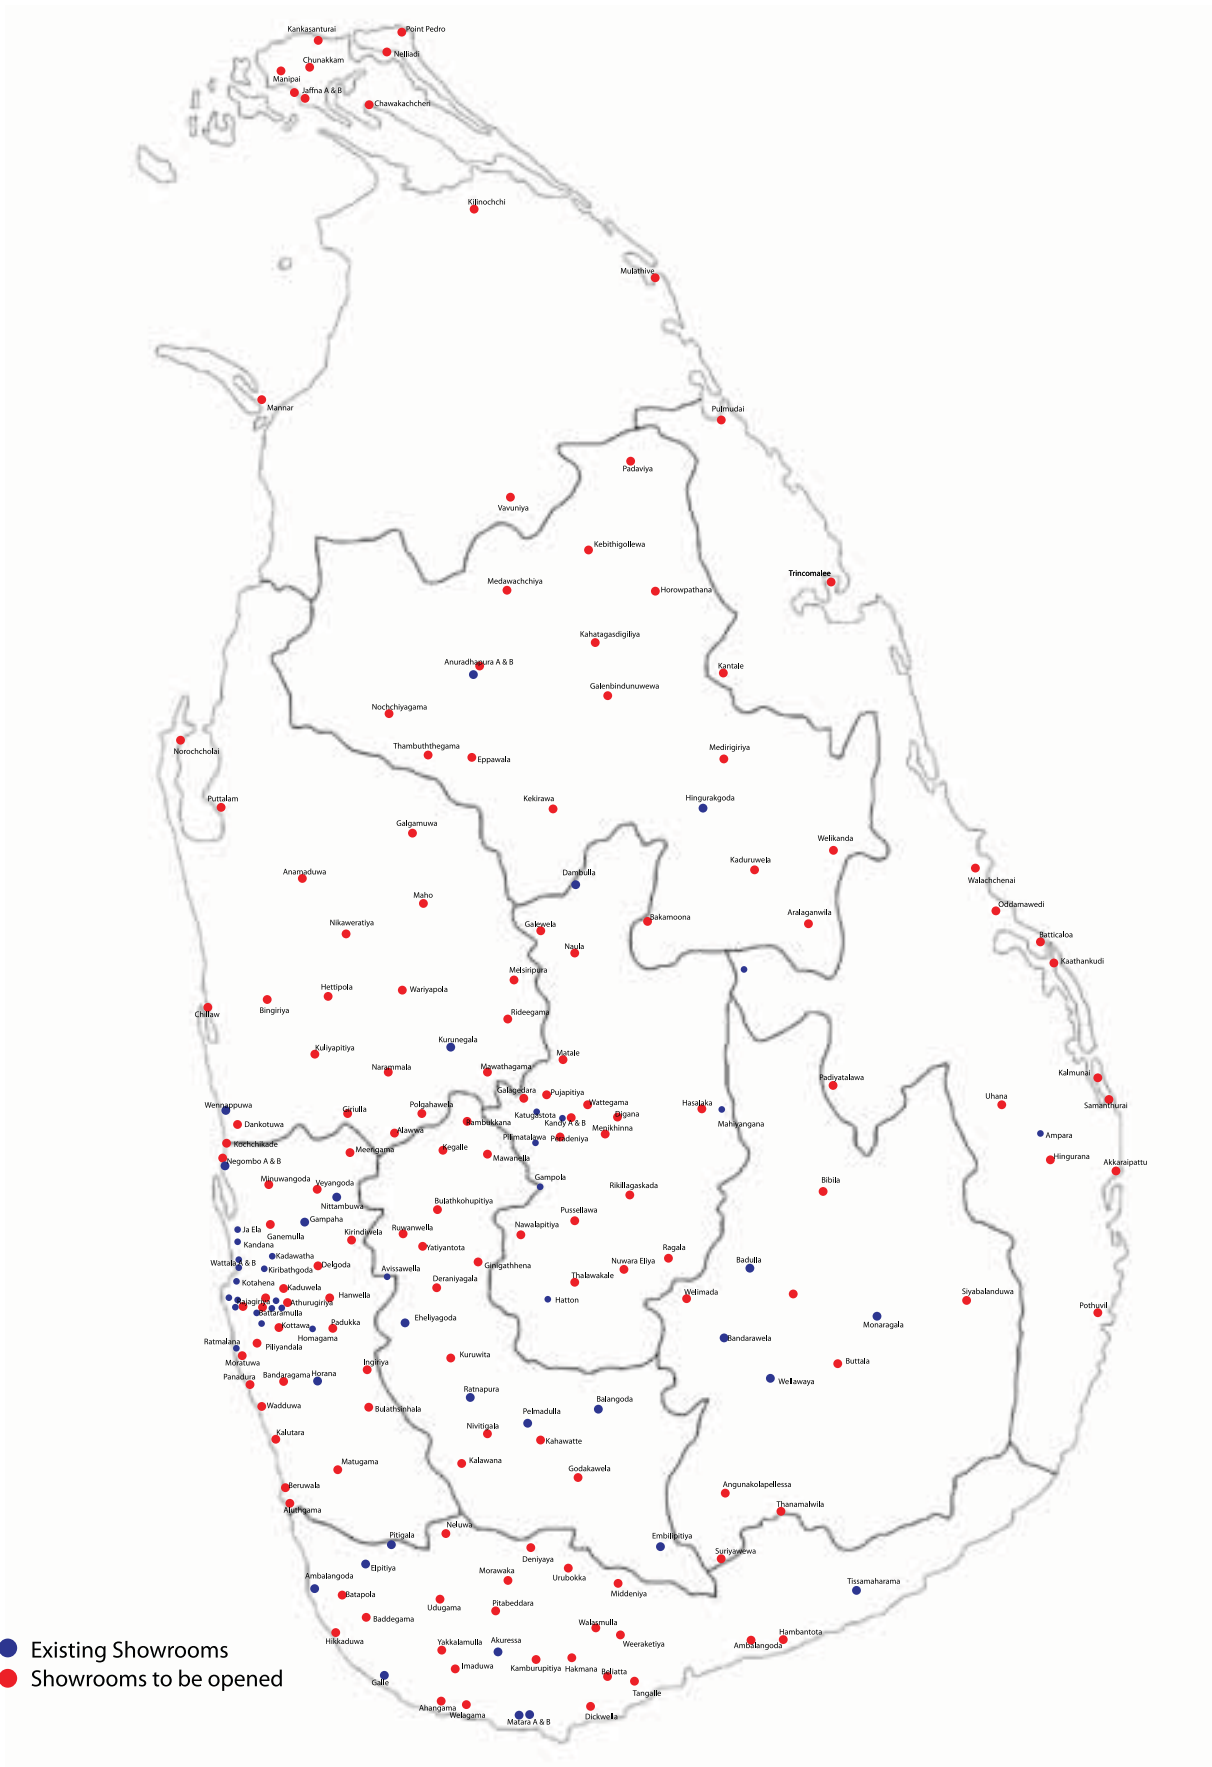 Kankasanturai
Point Pedro
Nelliadi
Chunakkam
Manipai
Jaffna A & B
Chawakachcheri
Kilinochchi
Mulathive
Mannar
Pulmudai
Padaviya
Vavuniya
Kebithigollewa
Trincomalee
Medawachchiya
Horowpathana
Kahatagasdigiliya
Anuradhapura A & B
Kantale
Galenbindunuwewa
Nochchiyagama
Thambuththegama
Medirigiriya
Norochcholai
Eppawala
Puttalam
Kekirawa
Hingurakgoda
Galgamuwa
Welikanda
Kaduruwela
Anamaduwa
Dambulla
Walachchenai
Maho
Oddamawedi
Aralaganwila
Bakamoona
Nikaweratiya
Galewela
Batticaloa
Naula
Kaathankudi
Melsiripura
Hettipola
Wariyapola
Bingiriya
Chillaw
Rideegama
Kurunegala
Kuliyapitiya
Matale
Narammala
Mawathagama
Kalmunai
Padiyatalawa
Galagedara
Pujapitiya
Uhana
Wennappuwa
Polgahawela
Wattegama
Hasalaka
Samanthurai
Giriulla
Katugastota
Digana
Dankotuwa
Rambukkana
Kandy A & B
Mahiyangana
Alawwa
Menikhinna
Pilimatalawa
Peradeniya
Ampara
Kochchikade
Kegalle
Meerigama
Mawanella
Hingurana
Negombo A & B
Akkaraipattu
Gampola
Minuwangoda
Veyangoda
Bibila
Rikillagaskada
Nittambuwa
Bulathkohupitiya
Pussellawa
Gampaha
Ja Ela
Ganemulla
Kirindiwela
Ruwanwella
Nawalapitiya
Kandana
Yatiyantota
Ragala
Kadawatha
Wattala A & B
Kiribathgoda
Delgoda
Avissawella
Ginigathhena
Nuwara Eliya
Badulla
Kotahena
Kaduwela
Deraniyagala
Thalawakale
Welimada
Siyabalanduwa
Hanwella
Rajagiriya
Athurugiriya
Hatton
Pothuvil
Battaramulla
Eheliyagoda
Monaragala
Kottawa
Padukka
Homagama
Bandarawela
Ratmalana
Piliyandala
Moratuwa
Kuruwita
Ingiriya
Buttala
Panadura
Bandaragama
Horana
Wellawaya
Ratnapura
Balangoda
Wadduwa
Bulathsinhala
Pelmadulla
Nivitigala
Kalutara
Kahawatte
Matugama
Kalawana
Godakawela
Beruwala
Angunakolapellessa
Aluthgama
Thanamalwila
Neluwa
Pitigala
Embilipitiya
Deniyaya
Suriyawewa
Elpitiya
Morawaka
Urubokka
Ambalangoda
Tissamaharama
Batapola
Middeniya
Udugama
Pitabeddara
Baddegama
Walasmulla
Hikkaduwa
Weeraketiya
Hambantota
Yakkalamulla
Akuressa
Ambalangoda
Imaduwa
Kamburupitiya
Hakmana
Beliatta
Galle
Tangalle
Ahangama
Welagama
Dickwella
Matara A & B
Existing Showrooms
Showrooms to be opened